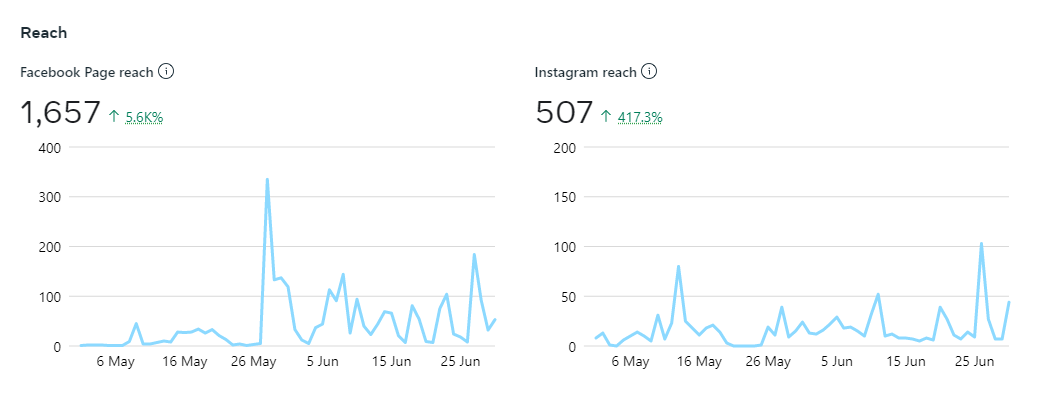 Reach
Facebook Page reach
1,657 ↑ 5.6K%
400
300
200
100
0
6 May 16 May 26 May 5 Jun 15 Jun 25 Jun
Instagram reach
507 ↑ 417.3%
200
150
100
50
0
6 May 16 May 26 May 5 Jun 15 Jun 25 Jun